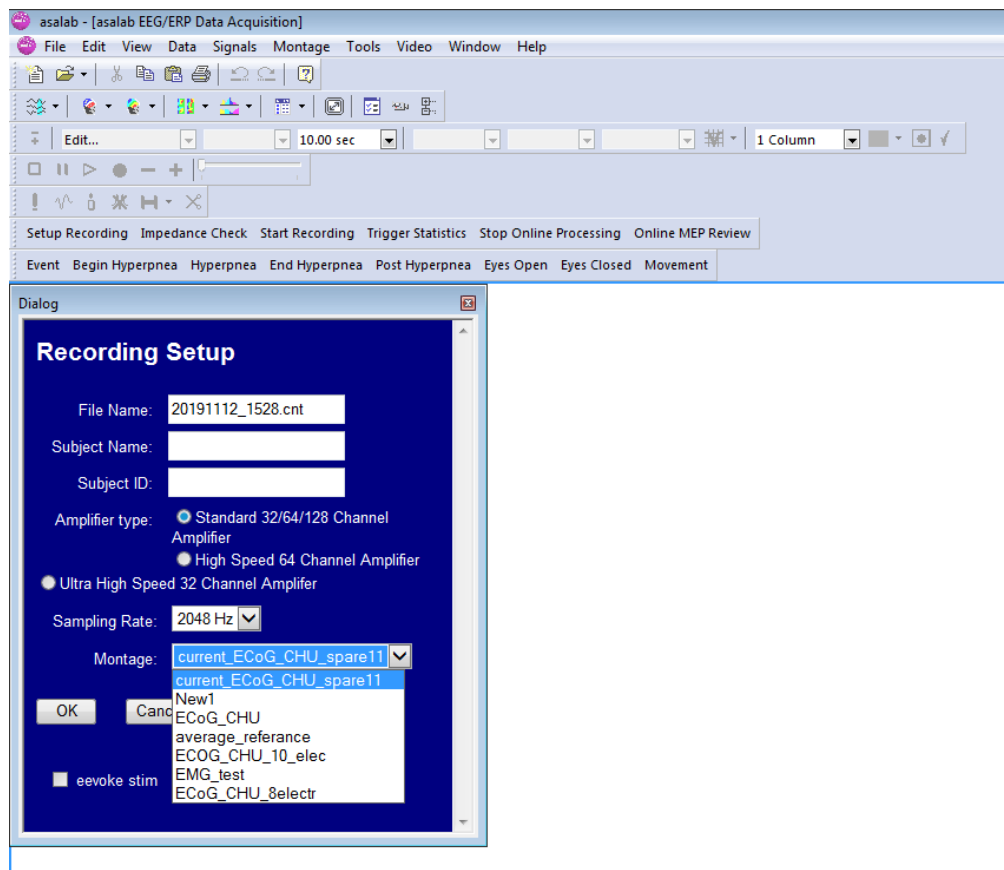 asalab - [asalab EEG/ERP Data Acquisition]
File Edit View Data Signals Montage Tools Video Window Help
Edit... 10.00 sec 1 Column
Setup Recording Impedance Check Start Recording Trigger Statistics Stop Online Processing Online MEP Review
Event Begin Hyperpnea Hyperpnea End Hyperpnea Post Hyperpnea Eyes Open Eyes Closed Movement
Dialog
Recording Setup
File Name: 20191112_1528.cnt
Subject Name:
Subject ID:
Amplifier type: Standard 32/64/128 Channel
Amplifier
High Speed 64 Channel Amplifier
Ultra High Speed 32 Channel Amplifer
Sampling Rate: 2048 Hz
Montage: current_ECoG_CHU_spare11
current_ECoG_CHU_spare11
New1
OK Canc ECoG_CHU
average_referance
ECOG_CHU_10_elec
eevoke stim EMG_test
ECoG_CHU_8electr